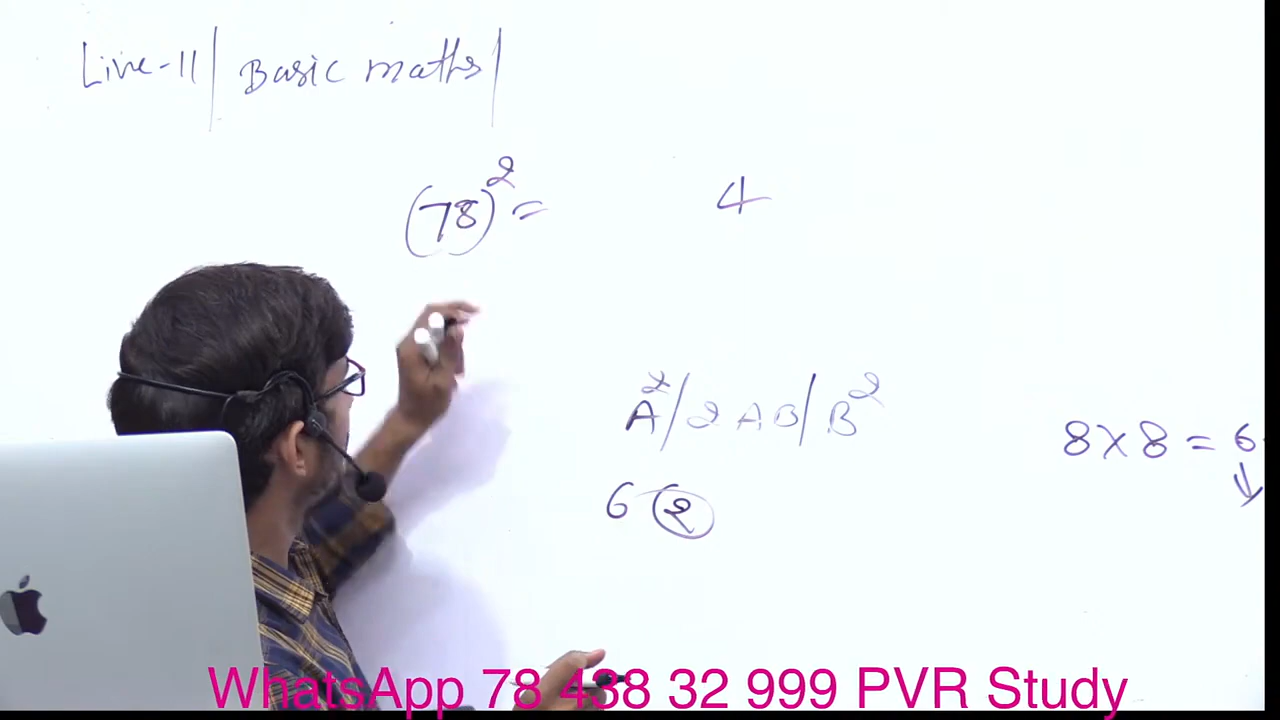 Live-11 | Basic maths |
(78)² = 4
A² / 2AB / B²
8 × 8 = 6
6 2
WhatsApp 78 438 32 999 PVR Study